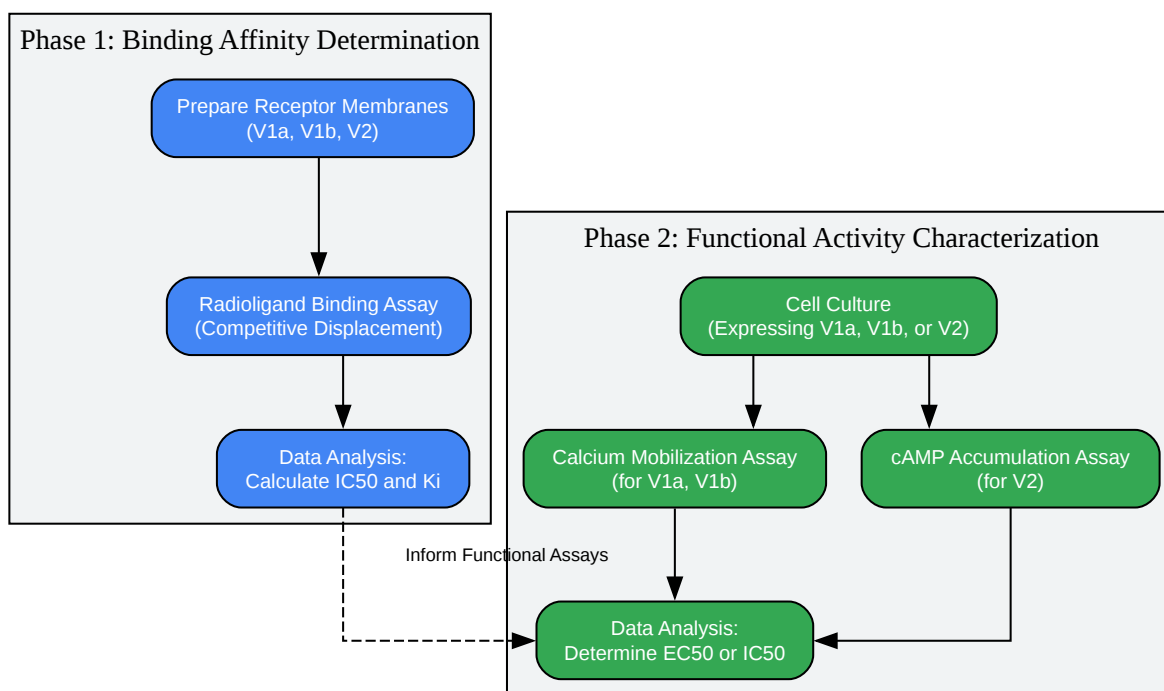 Phase 1: Binding Affinity Determination
Prepare Receptor Membranes
(V1a, V1b, V2)
Radioligand Binding Assay
(Competitive Displacement)
Data Analysis:
Calculate IC50 and Ki
Inform Functional Assays
Phase 2: Functional Activity Characterization
Cell Culture
(Expressing V1a, V1b, or V2)
Calcium Mobilization Assay
(for V1a, V1b)
cAMP Accumulation Assay
(for V2)
Data Analysis:
Determine EC50 or IC50